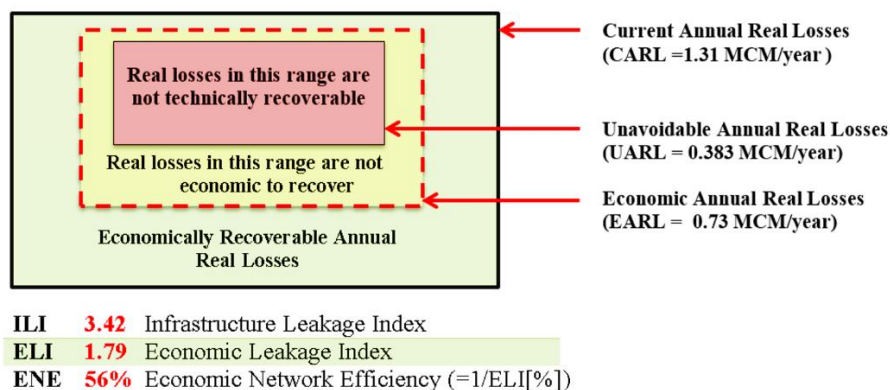 Real losses in this range are
not technically recoverable
Real losses in this range are not
economic to recover
Economically Recoverable Annual
Real Losses
Current Annual Real Losses
(CARL =1.31 MCM/year )
Unavoidable Annual Real Losses
(UARL = 0.383 MCM/year)
Economic Annual Real Losses
(EARL =  0.73 MCM/year)
ILI 3.42 Infrastructure Leakage Index
ELI 1.79 Economic Leakage Index
ENE 56% Economic Network Efficiency (=1/ELI[%])